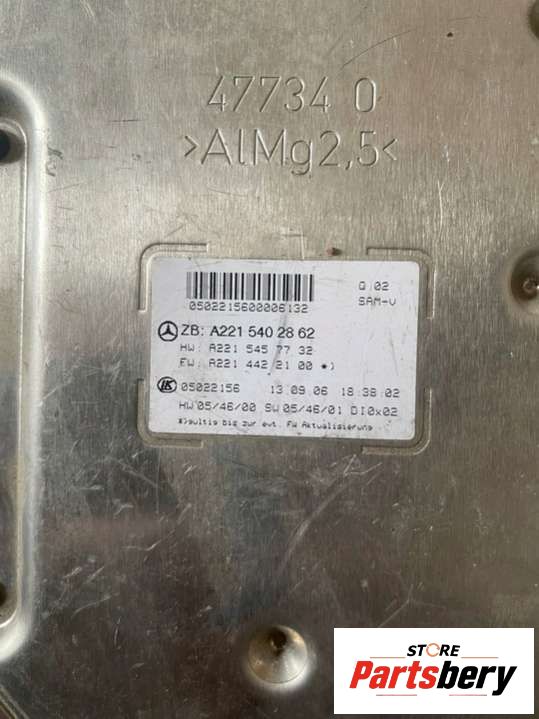 47734 0
>AlMg2,5<
Q 02
SAM-V
0502215600006132
ZB: A221 540 28 62
HW: A221 545 77 32
FW: A221 442 21 00 *)
LK 05022156 13.09.06 18:38:02
HW 05/46/00 SW 05/46/01 DI0x02
*)gultig bis zur evt. FW Aktualisierung
STORE
Partsbery